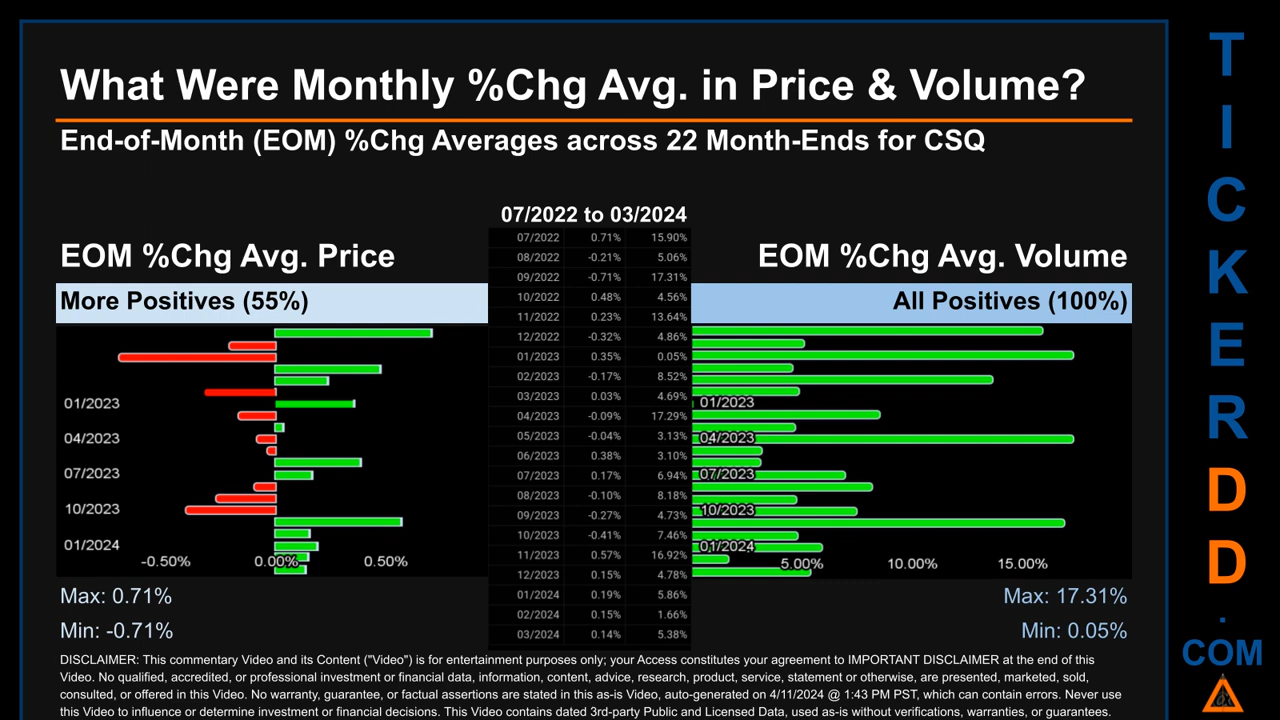 What Were Monthly %Chg Avg. in Price & Volume?
End-of-Month (EOM) %Chg Averages across 22 Month-Ends for CSQ
07/2022 to 03/2024
EOM %Chg Avg. Price
EOM %Chg Avg. Volume
More Positives (55%)
All Positives (100%)
07/2022 0.71% 15.90%
08/2022 -0.21% 5.06%
09/2022 -0.71% 17.31%
10/2022 0.48% 4.56%
11/2022 0.23% 13.64%
12/2022 -0.32% 4.86%
01/2023 0.35% 0.05%
02/2023 -0.17% 8.52%
03/2023 0.03% 4.69%
04/2023 -0.09% 17.29%
05/2023 -0.04% 3.13%
06/2023 0.38% 3.10%
07/2023 0.17% 6.94%
08/2023 -0.10% 8.18%
09/2023 -0.27% 4.73%
10/2023 -0.41% 7.46%
11/2023 0.57% 16.92%
12/2023 0.15% 4.78%
01/2024 0.19% 5.86%
02/2024 0.15% 1.66%
03/2024 0.14% 5.38%
01/2023
04/2023
07/2023
10/2023
01/2024
-0.50% 0.00% 0.50%
01/2023
04/2023
07/2023
10/2023
01/2024
5.00% 10.00% 15.00%
Max: 0.71%
Min: -0.71%
Max: 17.31%
Min: 0.05%
DISCLAIMER: This commentary Video and its Content ("Video") is for entertainment purposes only; your Access constitutes your agreement to IMPORTANT DISCLAIMER at the end of this
Video. No qualified, accredited, or professional investment or financial data, information, content, advice, research, product, service, statement or otherwise, are presented, marketed, sold,
consulted, or offered in this Video. No warranty, guarantee, or factual assertions are stated in this as-is Video, auto-generated on 4/11/2024 @ 1:43 PM PST, which can contain errors. Never use
this Video to influence or determine investment or financial decisions. This Video contains dated 3rd-party Public and Licensed Data, used as-is without verifications, warranties, or guarantees.
T
I
C
K
E
R
D
D
.
COM